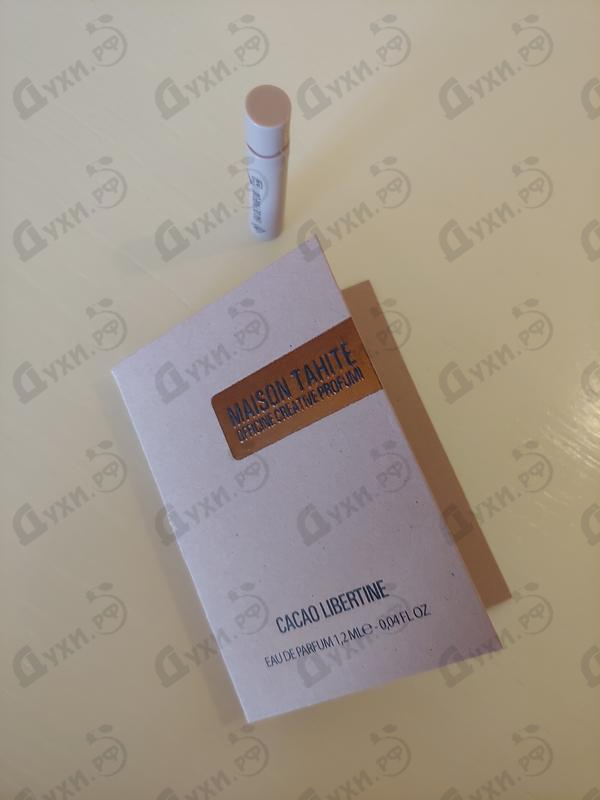 MAISON TAHITÉ
OFFICINE CREATIVE PROFUMI
CACAO LIBERTINE
EAU DE PARFUM 1,2 ML ℮ - 0.04 FL OZ
Духи.РФ